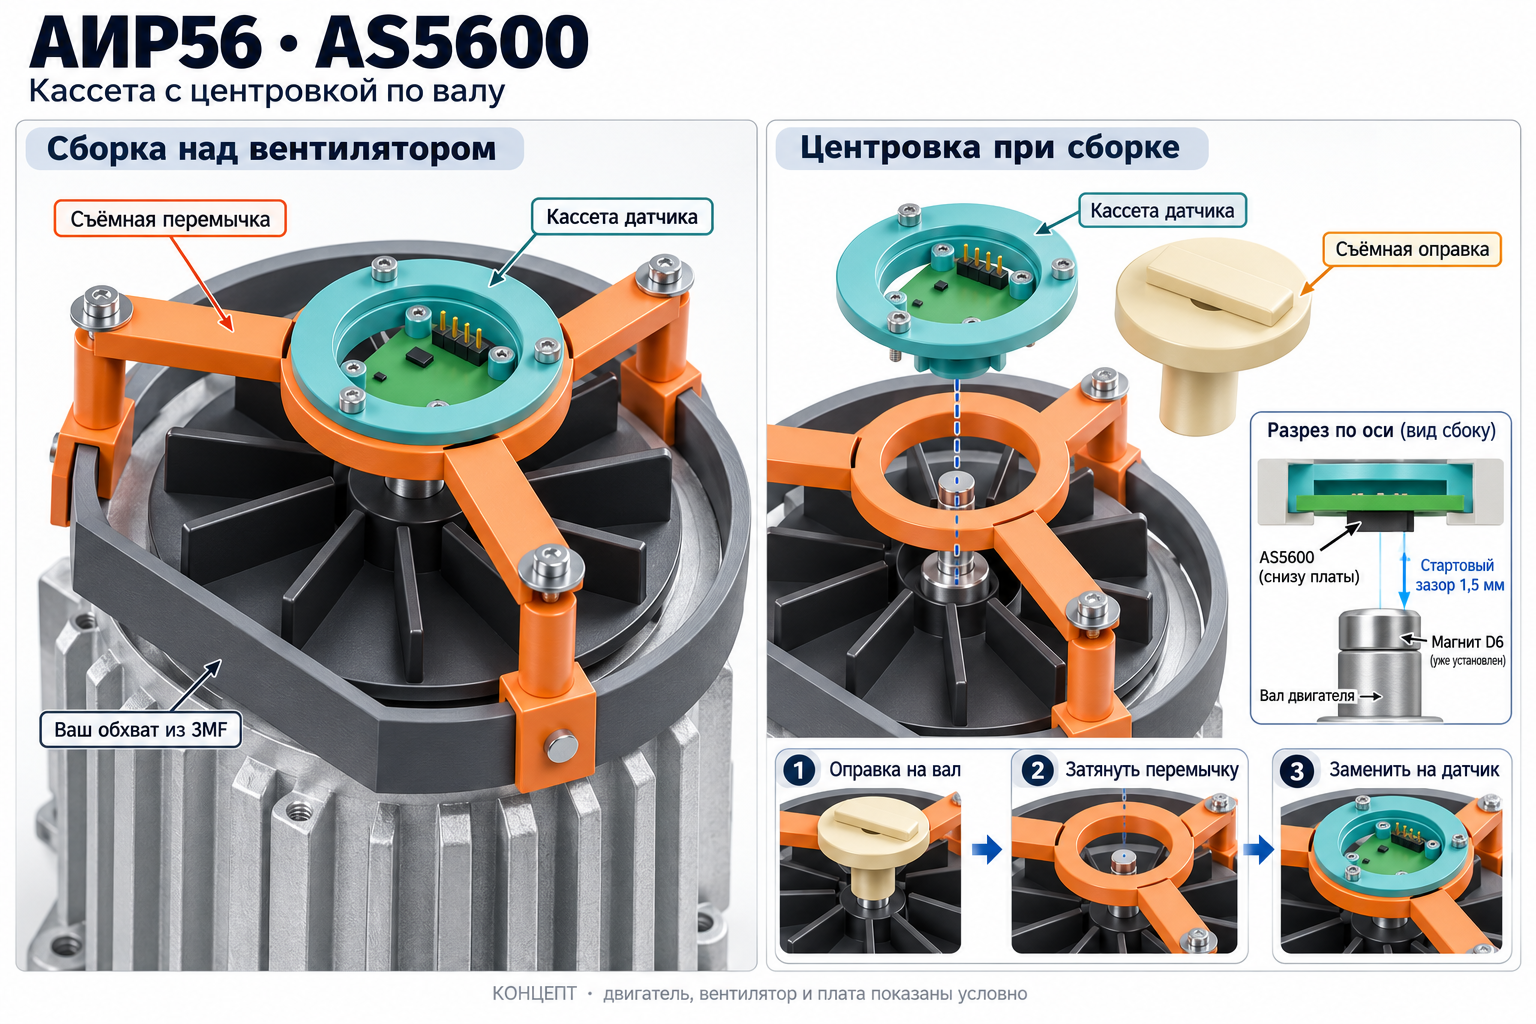 АИР56 • AS5600
Кассета с центровкой по валу
Сборка над вентилятором
Съёмная перемычка
Кассета датчика
Ваш обхват из 3MF
Центровка при сборке
Кассета датчика
Съёмная оправка
Разрез по оси (вид сбоку)
AS5600
(снизу платы)
Стартовый
зазор 1,5 мм
Магнит D6
(уже установлен)
Вал двигателя
1 Оправка на вал
2 Затянуть перемычку
3 Заменить на датчик
КОНЦЕПТ • двигатель, вентилятор и плата показаны условно